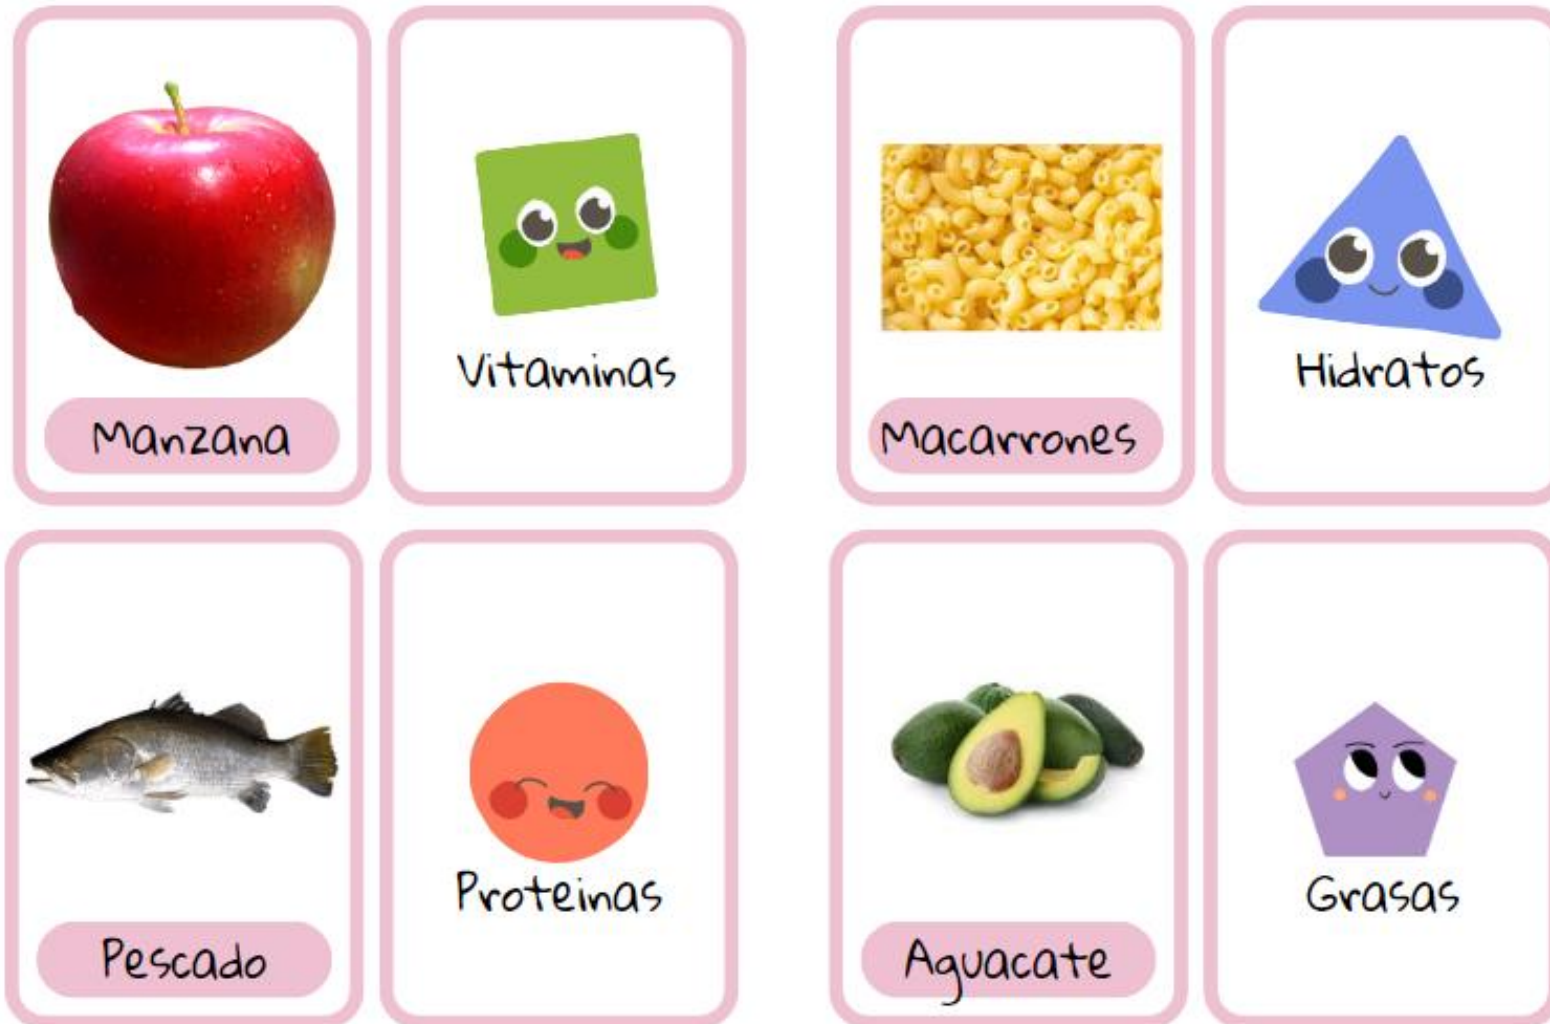 Vitaminas
Hidratos
Manzana
Macarrones
Proteinas
Grasas
Pescado
Aguacate